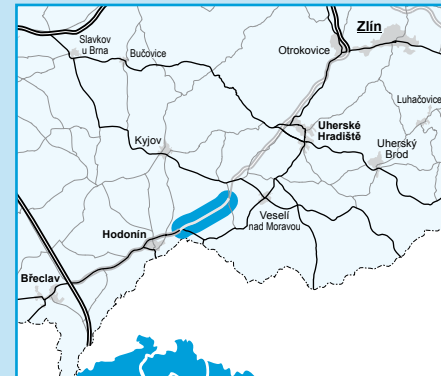 Zlín
Slavkov
u Brna
Bučovice
Otrokovice
Luhačovice
Uherské
Hradiště
Kyjov
Uherský
Brod
Veselí
nad Moravou
Hodonín
Břeclav